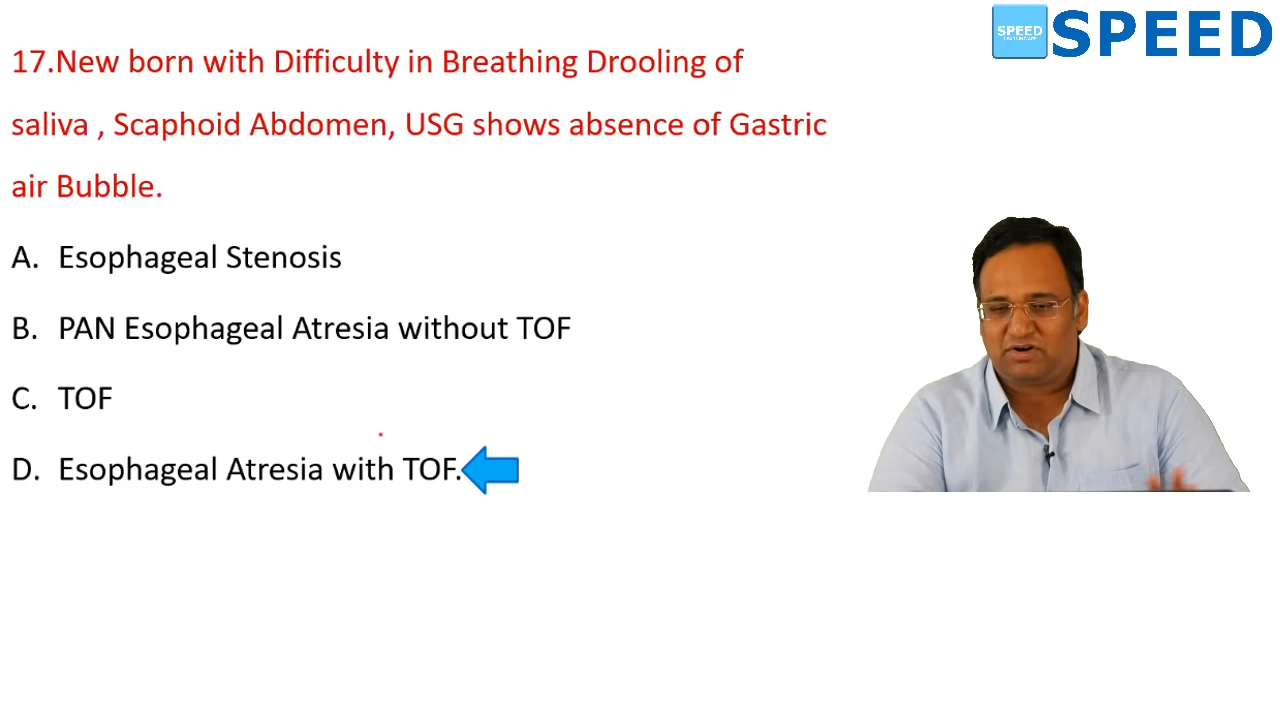 SPEED
SPEED
17.New born with Difficulty in Breathing Drooling of
saliva , Scaphoid Abdomen, USG shows absence of Gastric
air Bubble.
A. Esophageal Stenosis
B. PAN Esophageal Atresia without TOF
C. TOF
D. Esophageal Atresia with TOF.